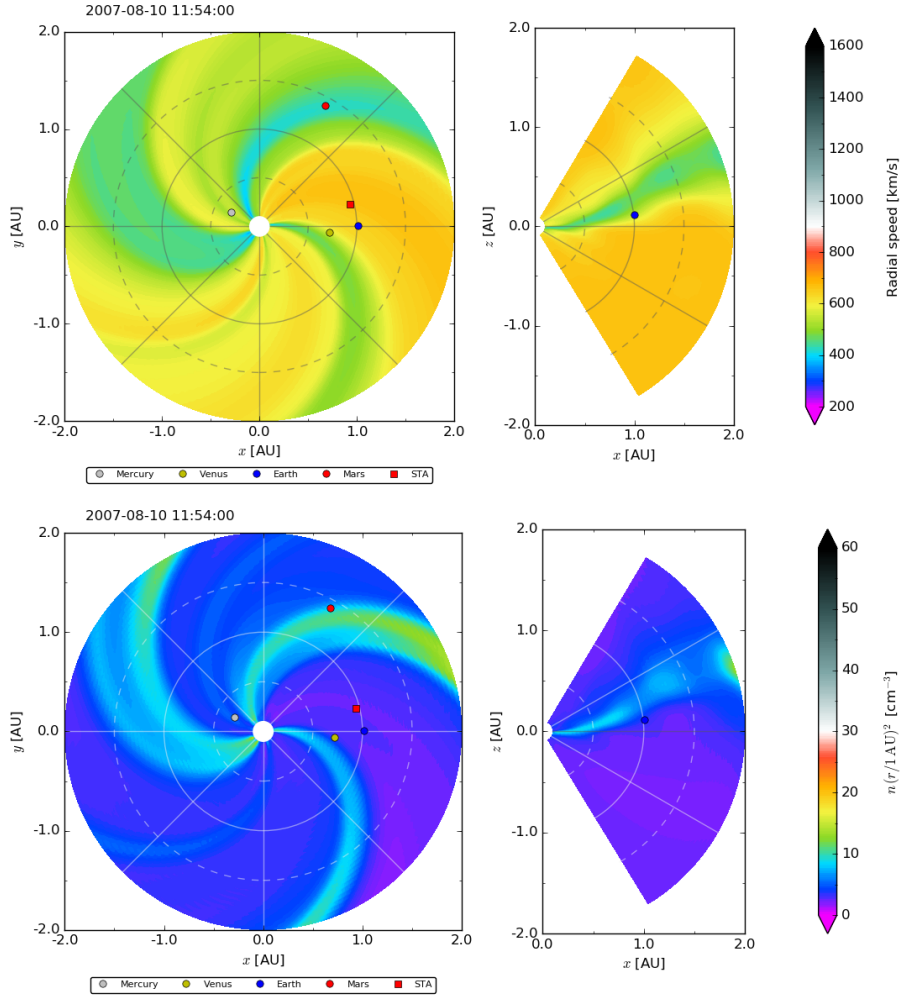 2007-08-10 11:54:00
2.0
1.0
0.0
-1.0
-2.0
y [AU]
-2.0 -1.0 0.0 1.0 2.0
x [AU]
2.0
1.0
0.0
-1.0
-2.0
z [AU]
0.0 1.0 2.0
x [AU]
1600
1400
1200
1000
800
600
400
200
Radial speed [km/s]
Mercury Venus Earth Mars STA
2007-08-10 11:54:00
2.0
1.0
0.0
-1.0
-2.0
y [AU]
-2.0 -1.0 0.0 1.0 2.0
x [AU]
2.0
1.0
0.0
-1.0
-2.0
z [AU]
0.0 1.0 2.0
x [AU]
60
50
40
30
20
10
0
n(r/1 AU)² [cm⁻³]
Mercury Venus Earth Mars STA